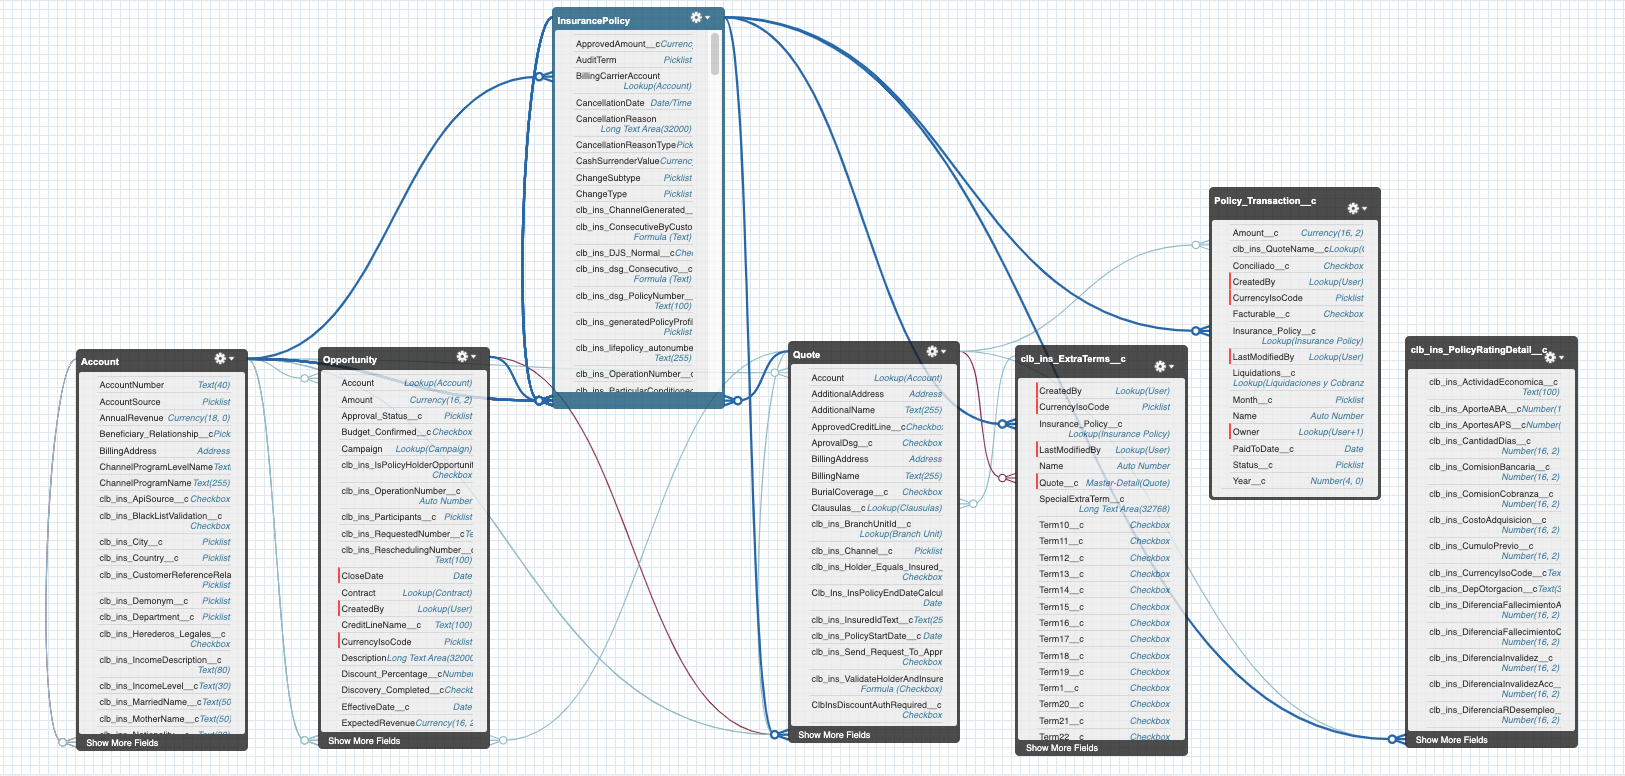 InsurancePolicy
ApprovedAmount__c Currenc
AuditTerm Picklist
BillingCarrierAccount
Lookup(Account)
CancellationDate Date/Time
CancellationReason
Long Text Area(32000)
CancellationReasonType Pick
CashSurrenderValue Currenc
ChangeSubtype Picklist
ChangeType Picklist
clb_ins_ChannelGenerated__
clb_ins_ConsecutiveByCusto
Formula (Text)
clb_ins_DJS_Normal__c Chec
clb_ins_dsg_Consecutivo__c
Formula (Text)
clb_ins_dsg_PolicyNumber__
Text(100)
clb_ins_generatedPolicyProfil
Picklist
clb_ins_lifepolicy_autonumbe
Text(255)
clb_ins_OperationNumber__c
clb_ins_ParticularConditione
Account
AccountNumber Text(40)
AccountSource Picklist
AnnualRevenue Currency(18, 0)
Beneficiary_Relationship__c Pick
BillingAddress Address
ChannelProgramLevelName Text
ChannelProgramName Text(255)
clb_ins_ApiSource__c Checkbox
clb_ins_BlackListValidation__c
Checkbox
clb_ins_City__c Picklist
clb_ins_Country__c Picklist
clb_ins_CustomerReferenceRela
Picklist
clb_ins_Demonym__c Picklist
clb_ins_Department__c Picklist
clb_ins_Herederos_Legales__c
Checkbox
clb_ins_IncomeDescription__c
Text(80)
clb_ins_IncomeLevel__c Text(30)
clb_ins_MarriedName__c Text(50
clb_ins_MotherName__c Text(50)
Show More Fields
Opportunity
Account Lookup(Account)
Amount Currency(16, 2)
Approval_Status__c Picklist
Budget_Confirmed__c Checkbox
Campaign Lookup(Campaign)
clb_ins_IsPolicyHolderOpportunit
Checkbox
clb_ins_OperationNumber__c
Auto Number
clb_ins_Participants__c Picklist
clb_ins_RequestedNumber__c Te
clb_ins_ReschedulingNumber__c
Text(100)
CloseDate Date
Contract Lookup(Contract)
CreatedBy Lookup(User)
CreditLineName__c Text(100)
CurrencyIsoCode Picklist
Description Long Text Area(32000
Discount_Percentage__c Number
Discovery_Completed__c Checkb
EffectiveDate__c Date
ExpectedRevenue Currency(16, 2
Show More Fields
Quote
Account Lookup(Account)
AdditionalAddress Address
AdditionalName Text(255)
ApprovedCreditLine__c Checkbox
AprovalDsg__c Checkbox
BillingAddress Address
BillingName Text(255)
BurialCoverage__c Checkbox
Clausulas__c Lookup(Clausulas)
clb_ins_BranchUnitId__c
Lookup(Branch Unit)
clb_ins_Channel__c Picklist
clb_ins_Holder_Equals_Insured_
Checkbox
Clb_Ins_InsPolicyEndDateCalcul
Date
clb_ins_InsuredIdText__c Text(25
clb_ins_PolicyStartDate__c Date
clb_ins_Send_Request_To_Appr
Checkbox
clb_ins_ValidateHolderAndInsure
Formula (Checkbox)
ClbInsDiscountAuthRequired__c
Checkbox
Show More Fields
clb_ins_ExtraTerms__c
CreatedBy Lookup(User)
CurrencyIsoCode Picklist
Insurance_Policy__c
Lookup(Insurance Policy)
LastModifiedBy Lookup(User)
Name Auto Number
Quote__c Master-Detail(Quote)
SpecialExtraTerm__c
Long Text Area(32768)
Term10__c Checkbox
Term11__c Checkbox
Term12__c Checkbox
Term13__c Checkbox
Term14__c Checkbox
Term15__c Checkbox
Term16__c Checkbox
Term17__c Checkbox
Term18__c Checkbox
Term19__c Checkbox
Term1__c Checkbox
Term20__c Checkbox
Term21__c Checkbox
Term22__c Checkbox
Show More Fields
Policy_Transaction__c
Amount__c Currency(16, 2)
clb_ins_QuoteName__c Lookup(
Conciliado__c Checkbox
CreatedBy Lookup(User)
CurrencyIsoCode Picklist
Facturable__c Checkbox
Insurance_Policy__c
Lookup(Insurance Policy)
LastModifiedBy Lookup(User)
Liquidations__c
Lookup(Liquidaciones y Cobranz
Month__c Picklist
Name Auto Number
Owner Lookup(User+1)
PaidToDate__c Date
Status__c Picklist
Year__c Number(4, 0)
clb_ins_PolicyRatingDetail__c
clb_ins_ActividadEconomica__c
Text(100)
clb_ins_AporteABA__c Number(1
clb_ins_AportesAPS__c Number(
clb_ins_CantidadDias__c
Number(16, 2)
clb_ins_ComisionBancaria__c
Number(16, 2)
clb_ins_ComisionCobranza__c
Number(16, 2)
clb_ins_CostoAdquisicion__c
Number(16, 2)
clb_ins_CumuloPrevio__c
Number(16, 2)
clb_ins_CurrencyIsoCode__c Tex
clb_ins_DepOtorgacion__c Text(3
clb_ins_DiferenciaFallecimientoA
Number(16, 2)
clb_ins_DiferenciaFallecimientoC
Number(16, 2)
clb_ins_DiferenciaInvalidez__c
Number(16, 2)
clb_ins_DiferenciaInvalidezAcc_
Number(16, 2)
clb_ins_DiferenciaRDesempleo_
Number(16, 2)
Show More Fields